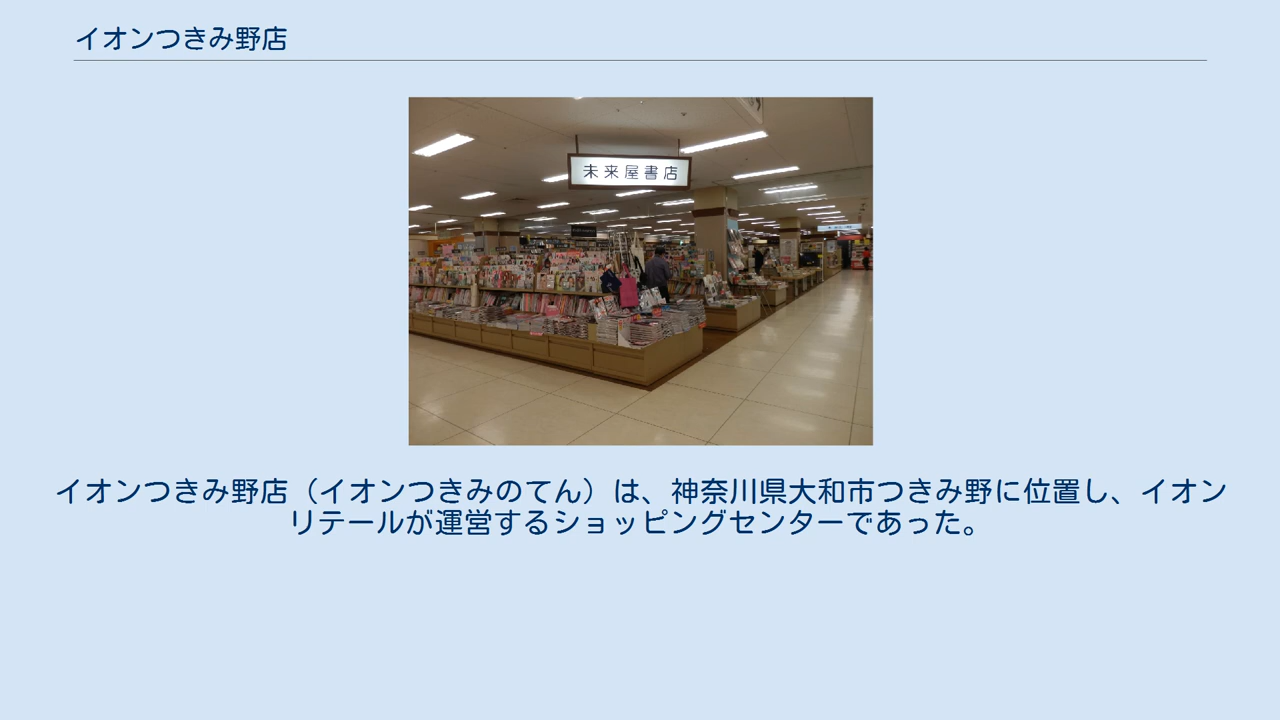 イオンつきみ野店
未来屋書店
イオンつきみ野店（イオンつきみのてん）は、神奈川県大和市つきみ野に位置し、イオン
リテールが運営するショッピングセンターであった。